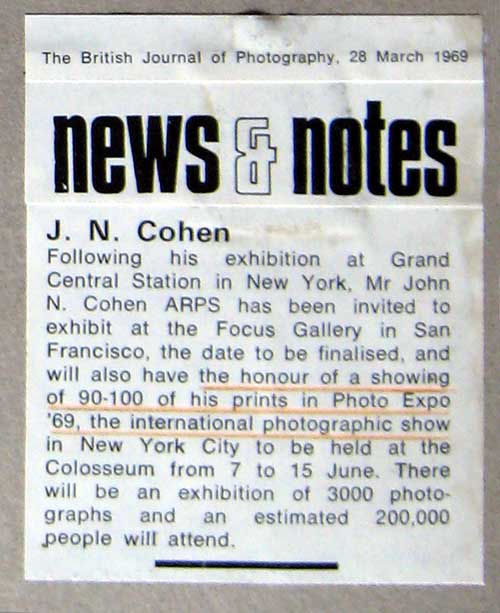 The British Journal of Photography, 28 March 1969
news & notes
J. N. Cohen
Following his exhibition at Grand
Central Station in New York, Mr John
N. Cohen ARPS has been invited to
exhibit at the Focus Gallery in San
Francisco, the date to be finalised, and
will also have the honour of a showing
of 90-100 of his prints in Photo Expo
'69, the international photographic show
in New York City to be held at the
Colosseum from 7 to 15 June. There
will be an exhibition of 3000 photo-
graphs and an estimated 200,000
people will attend.